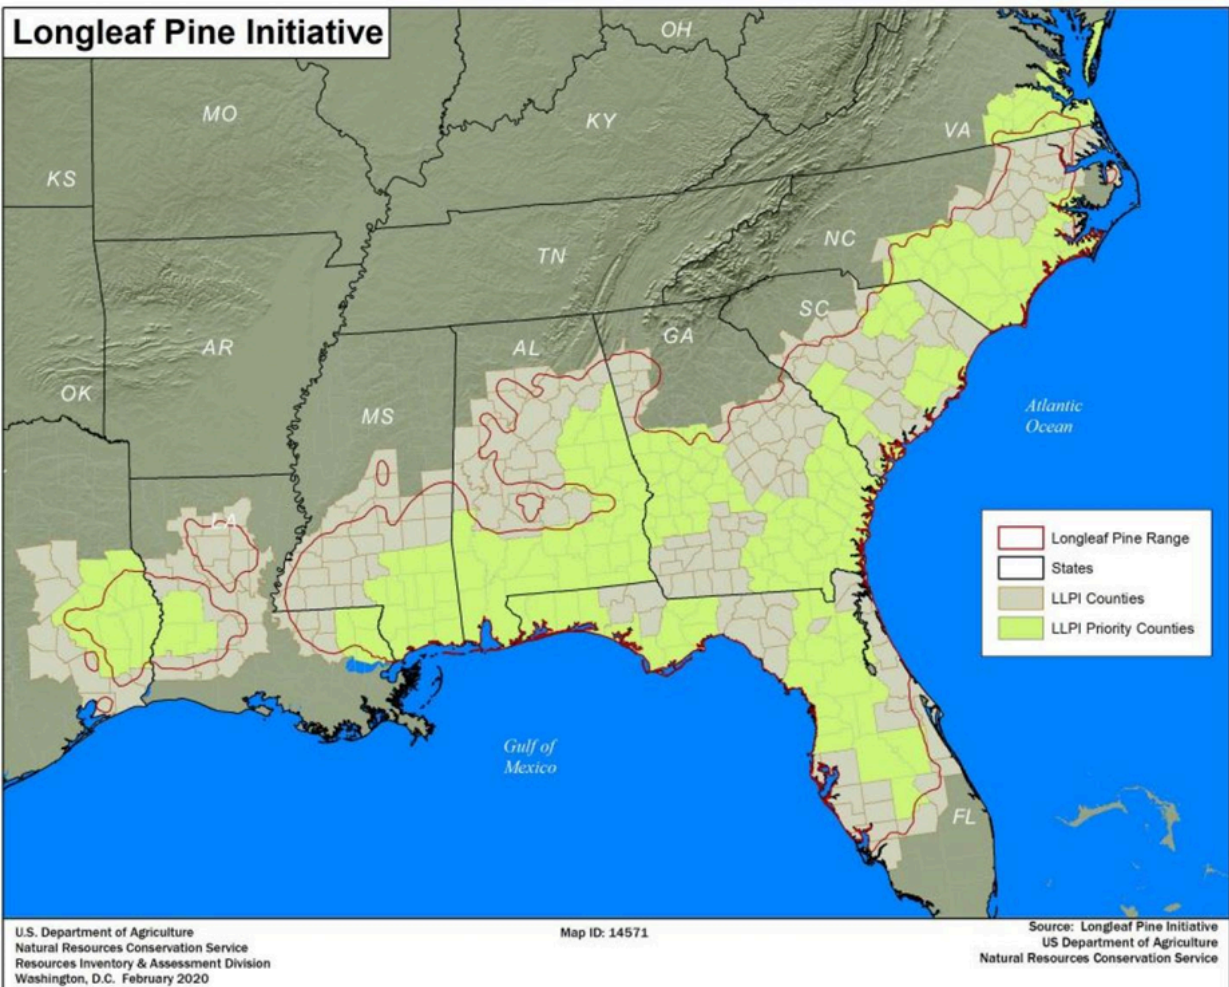 Longleaf Pine Initiative
OH
MO
KY
VA
KS
TN
NC
SC
GA
AR
AL
OK
MS
Atlantic
Ocean
LA
Longleaf Pine Range
States
LLPI Counties
LLPI Priority Counties
Gulf of
Mexico
FL
U.S. Department of Agriculture
Natural Resources Conservation Service
Resources Inventory & Assessment Division
Washington, D.C. February 2020
Map ID: 14571
Source: Longleaf Pine Initiative
US Department of Agriculture
Natural Resources Conservation Service